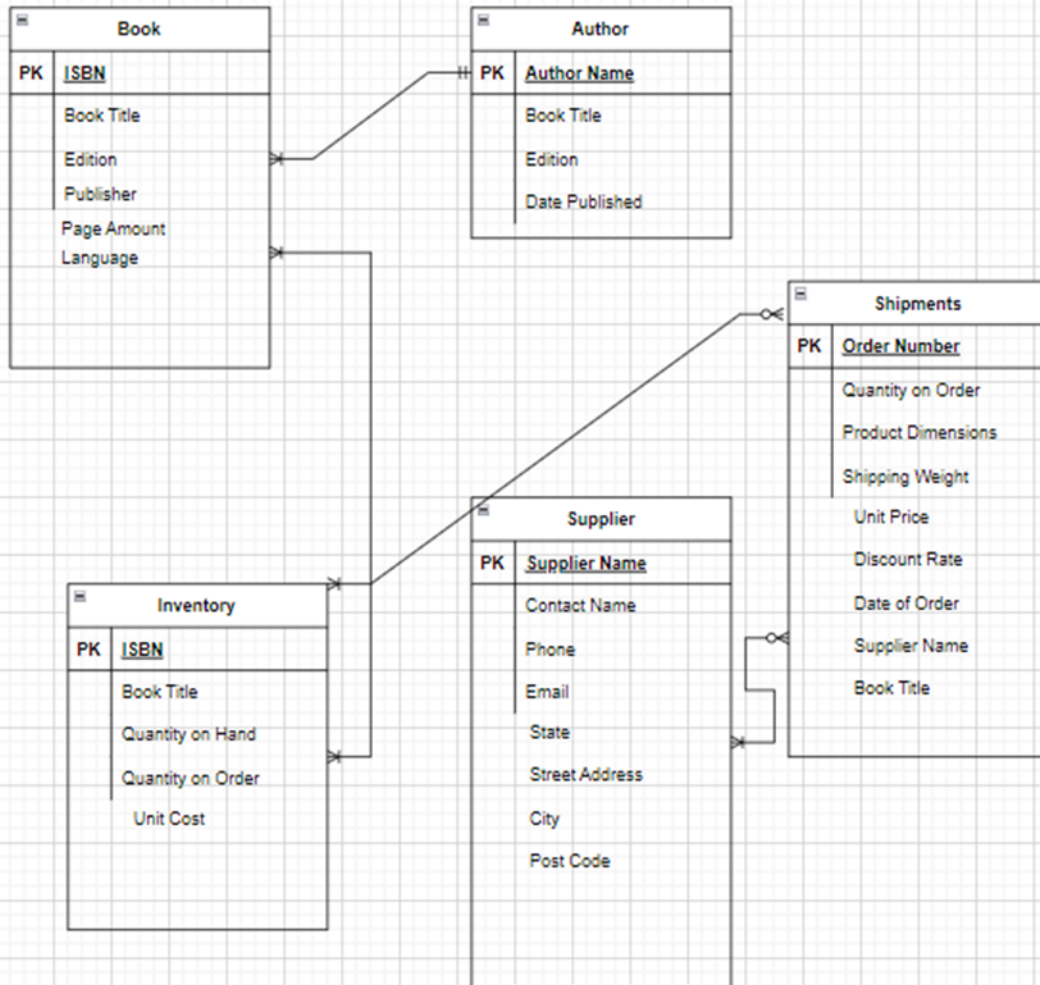 Book
PK ISBN
Book Title
Edition
Publisher
Page Amount
Language
Author
PK Author Name
Book Title
Edition
Date Published
Shipments
PK Order Number
Quantity on Order
Product Dimensions
Shipping Weight
Unit Price
Discount Rate
Date of Order
Supplier Name
Book Title
Supplier
PK Supplier Name
Contact Name
Phone
Email
State
Street Address
City
Post Code
Inventory
PK ISBN
Book Title
Quantity on Hand
Quantity on Order
Unit Cost